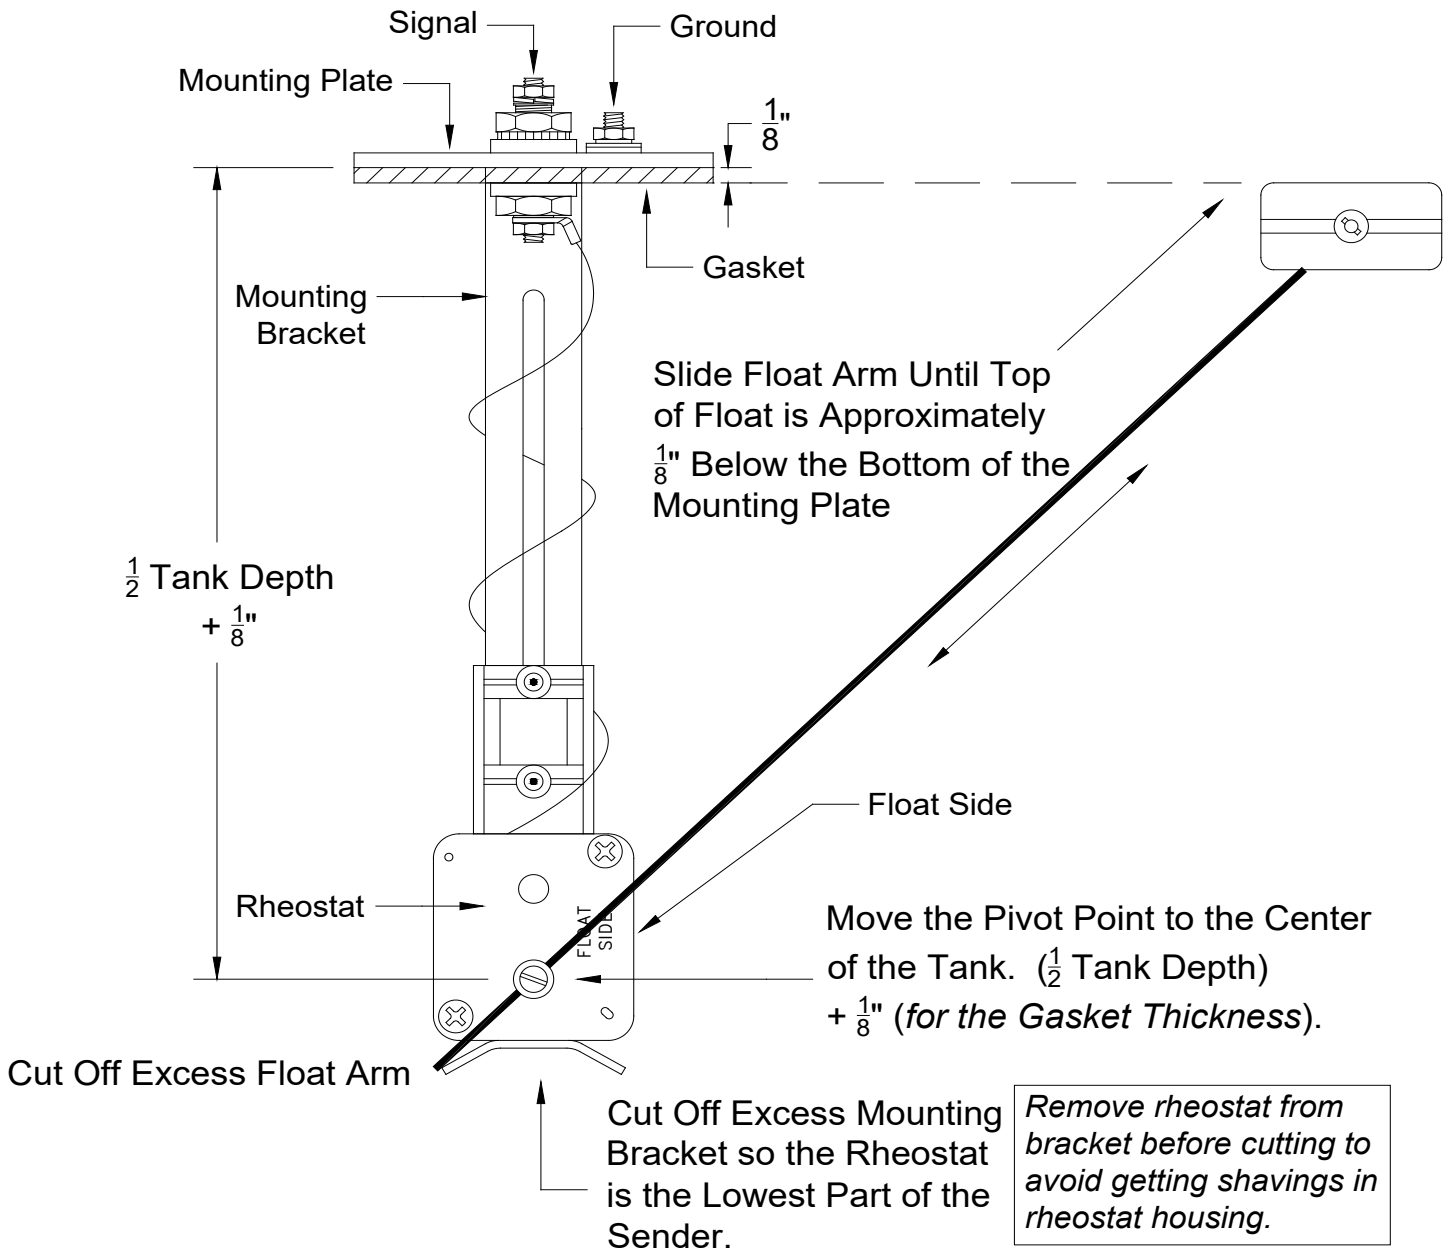 Signal
Ground
Mounting Plate
1/8"
Gasket
Mounting
Bracket
Slide Float Arm Until Top
of Float is Approximately
1/8" Below the Bottom of the
Mounting Plate
1/2 Tank Depth
+ 1/8"
Float Side
Rheostat
FLOAT
SIDE
Move the Pivot Point to the Center
of the Tank. (1/2 Tank Depth)
+ 1/8" (for the Gasket Thickness).
Cut Off Excess Float Arm
Cut Off Excess Mounting
Bracket so the Rheostat
is the Lowest Part of the
Sender.
Remove rheostat from
bracket before cutting to
avoid getting shavings in
rheostat housing.